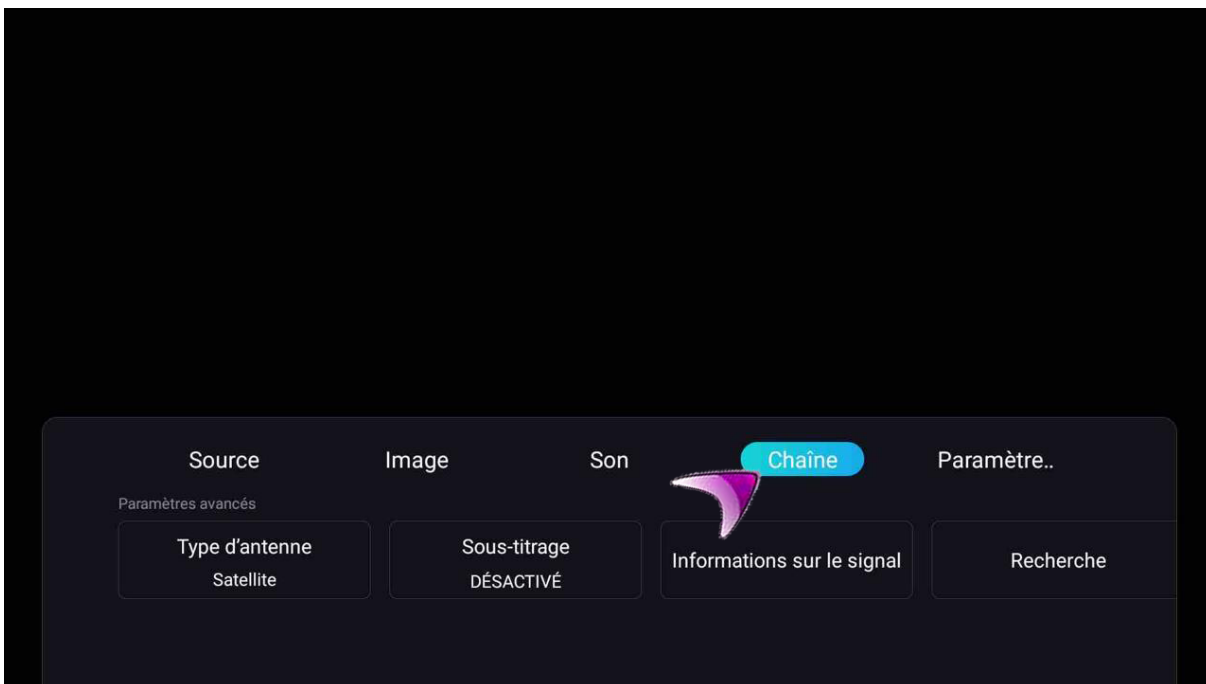 Source Image Son Chaîne Paramètre..
Paramètres avancés
Type d’antenne Sous-titrage Informations sur le signal Recherche
Satellite DÉSACTIVÉ